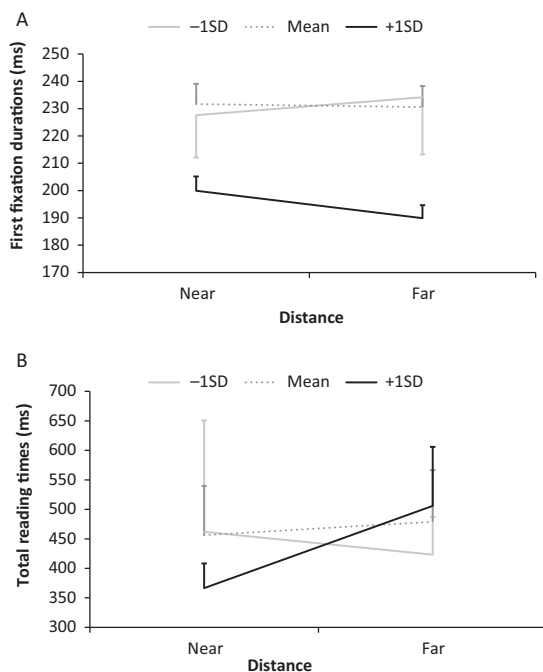 A
–1SD Mean +1SD
First fixation durations (ms)
250
240
230
220
210
200
190
180
170
Near Far
Distance
B
–1SD Mean +1SD
Total reading times (ms)
700
650
600
550
500
450
400
350
300
Near Far
Distance